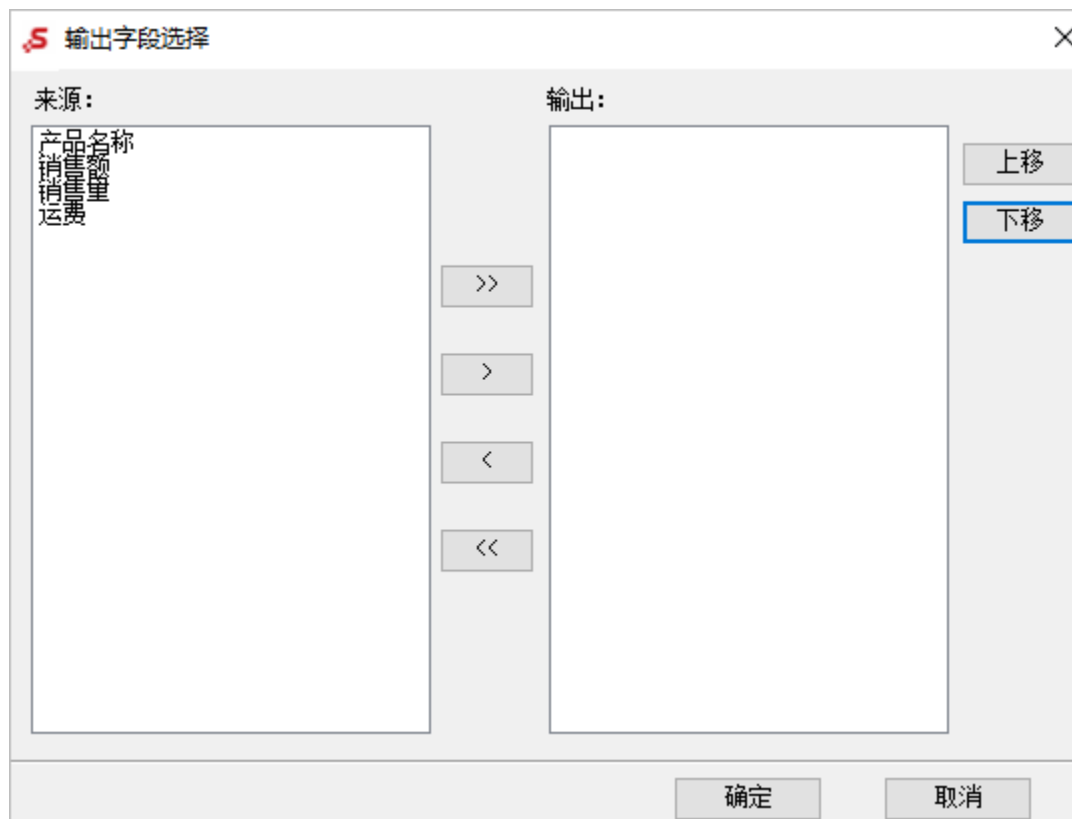 输出字段选择
来源:
输出:
产品名称
销售额
销售量
运费
上移
下移
>>
>
<
<<
确定
取消